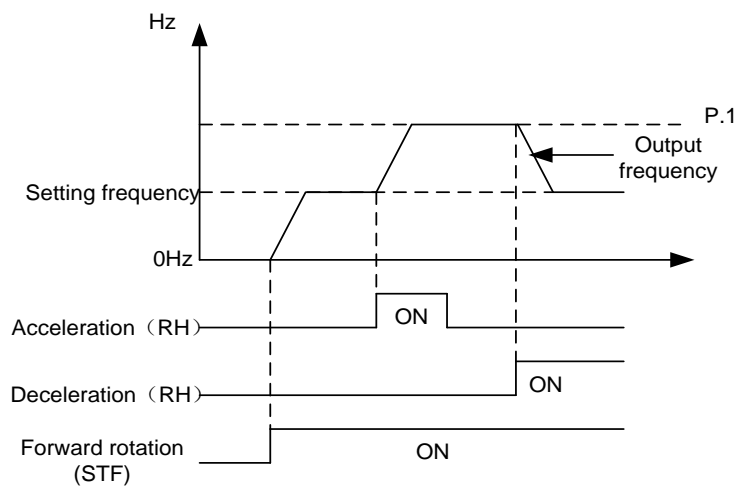 Hz
P.1
Output
frequency
Setting frequency
0Hz
Acceleration（RH）
ON
Deceleration（RH）
ON
Forward rotation
(STF)
ON